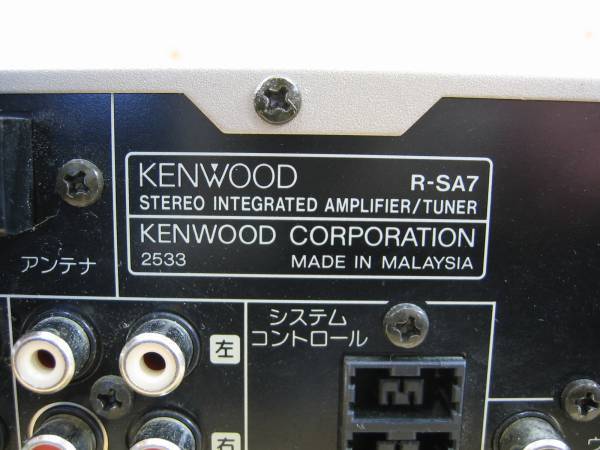 KENWOOD R-SA7
STEREO INTEGRATED AMPLIFIER/TUNER
KENWOOD CORPORATION
2533 MADE IN MALAYSIA
アンテナ
システム
コントロール
左
右